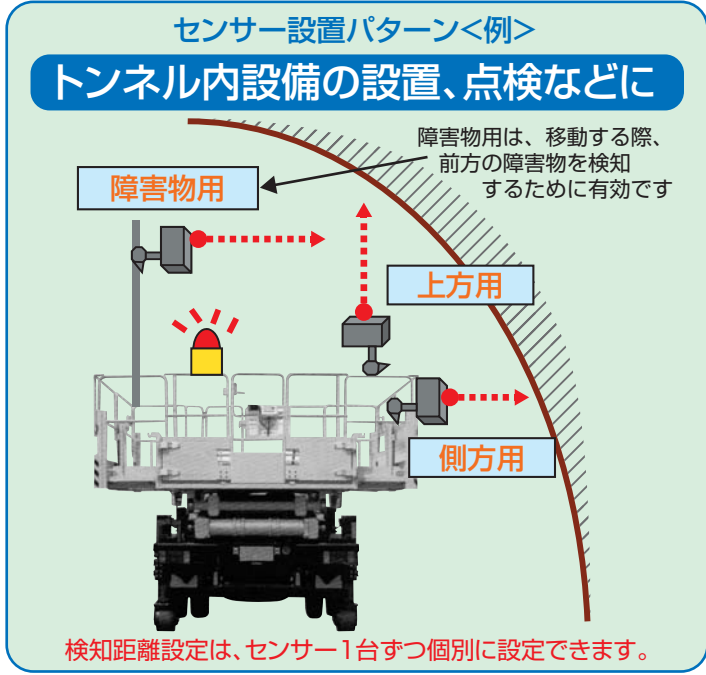 センサー設置パターン<例>
トンネル内設備の設置、点検などに
障害物用は、移動する際、
前方の障害物を検知
するために有効です
障害物用
上方用
側方用
検知距離設定は、センサー1台ずつ個別に設定できます。